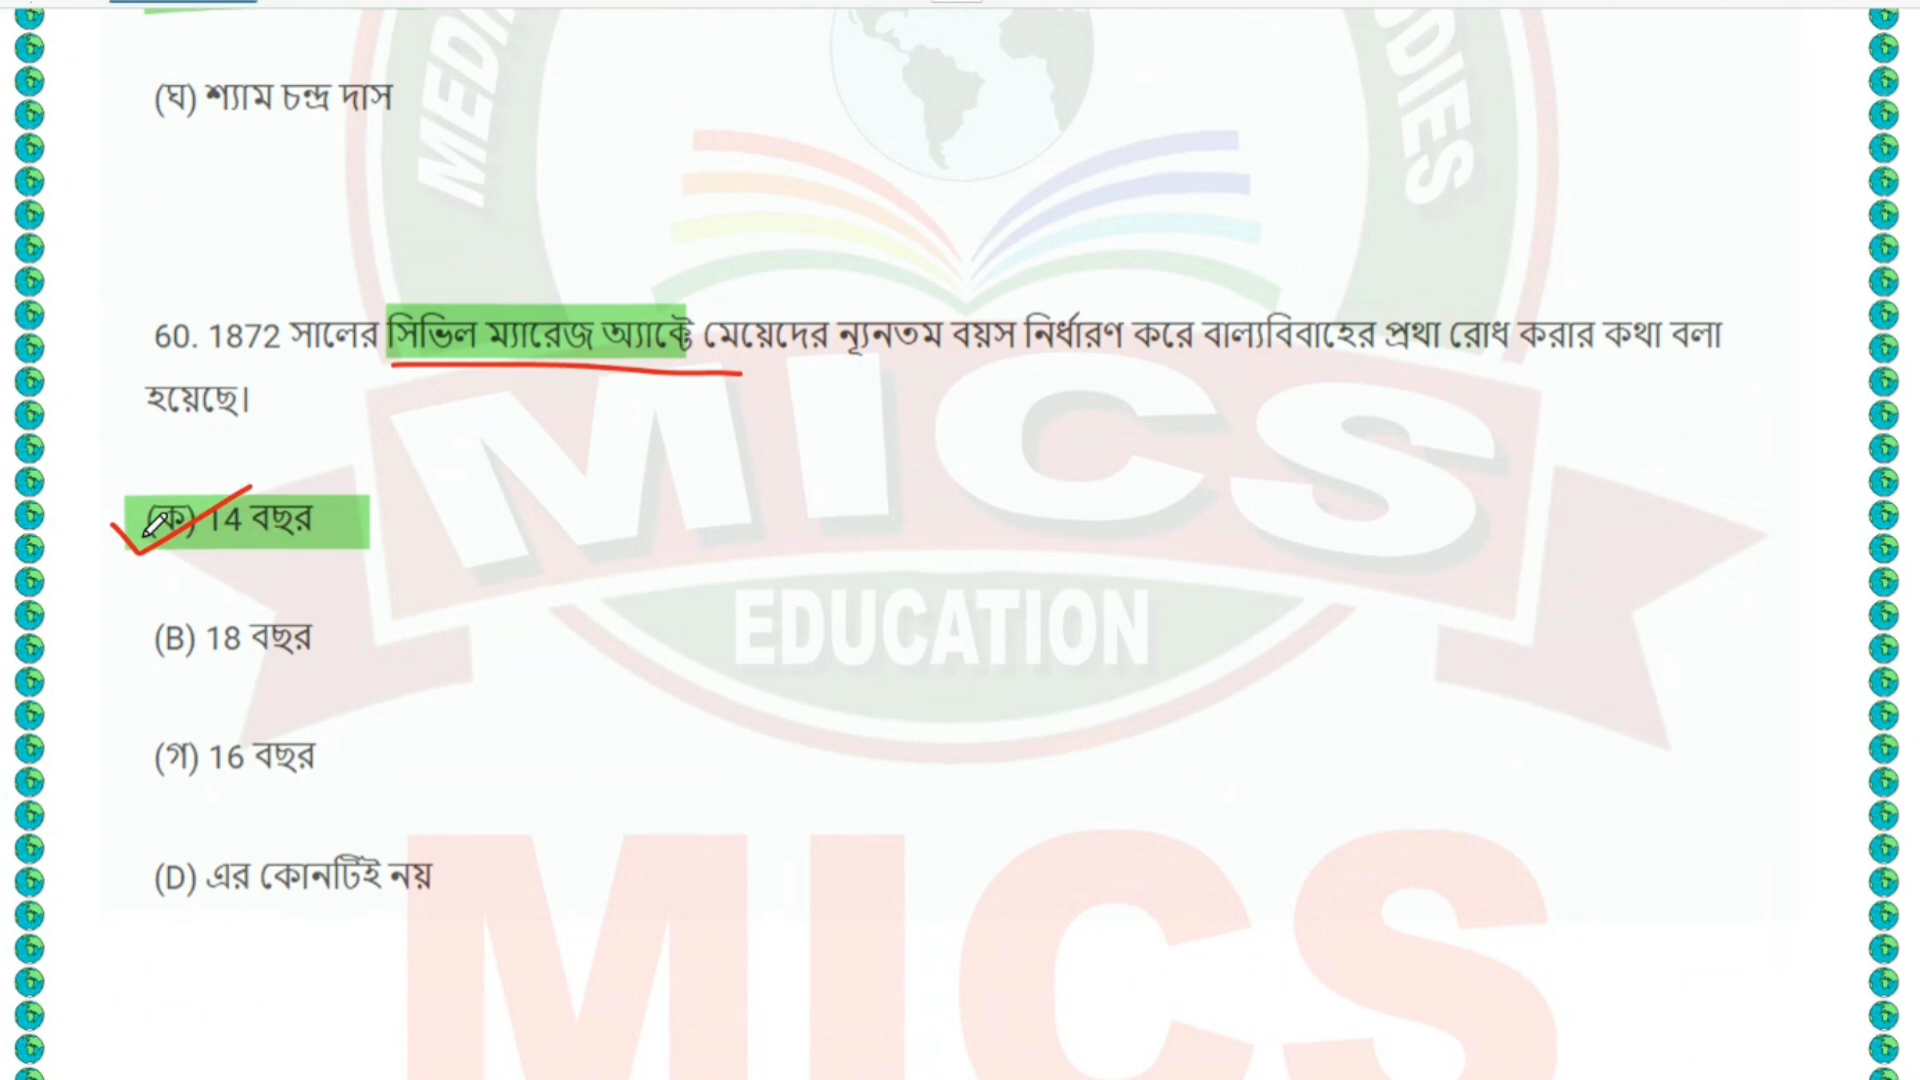 MEDI
DIES
(ঘ) শ্যাম চন্দ্র দাস
60. 1872 সালের সিভিল ম্যারেজ অ্যাক্টে মেয়েদের ন্যূনতম বয়স নির্ধারণ করে বাল্যবিবাহের প্রথা রোধ করার কথা বলা
হয়েছে।
MICS
(ক) 14 বছর
EDUCATION
(B) 18 বছর
(গ) 16 বছর
(D) এর কোনটিই নয়
MICS